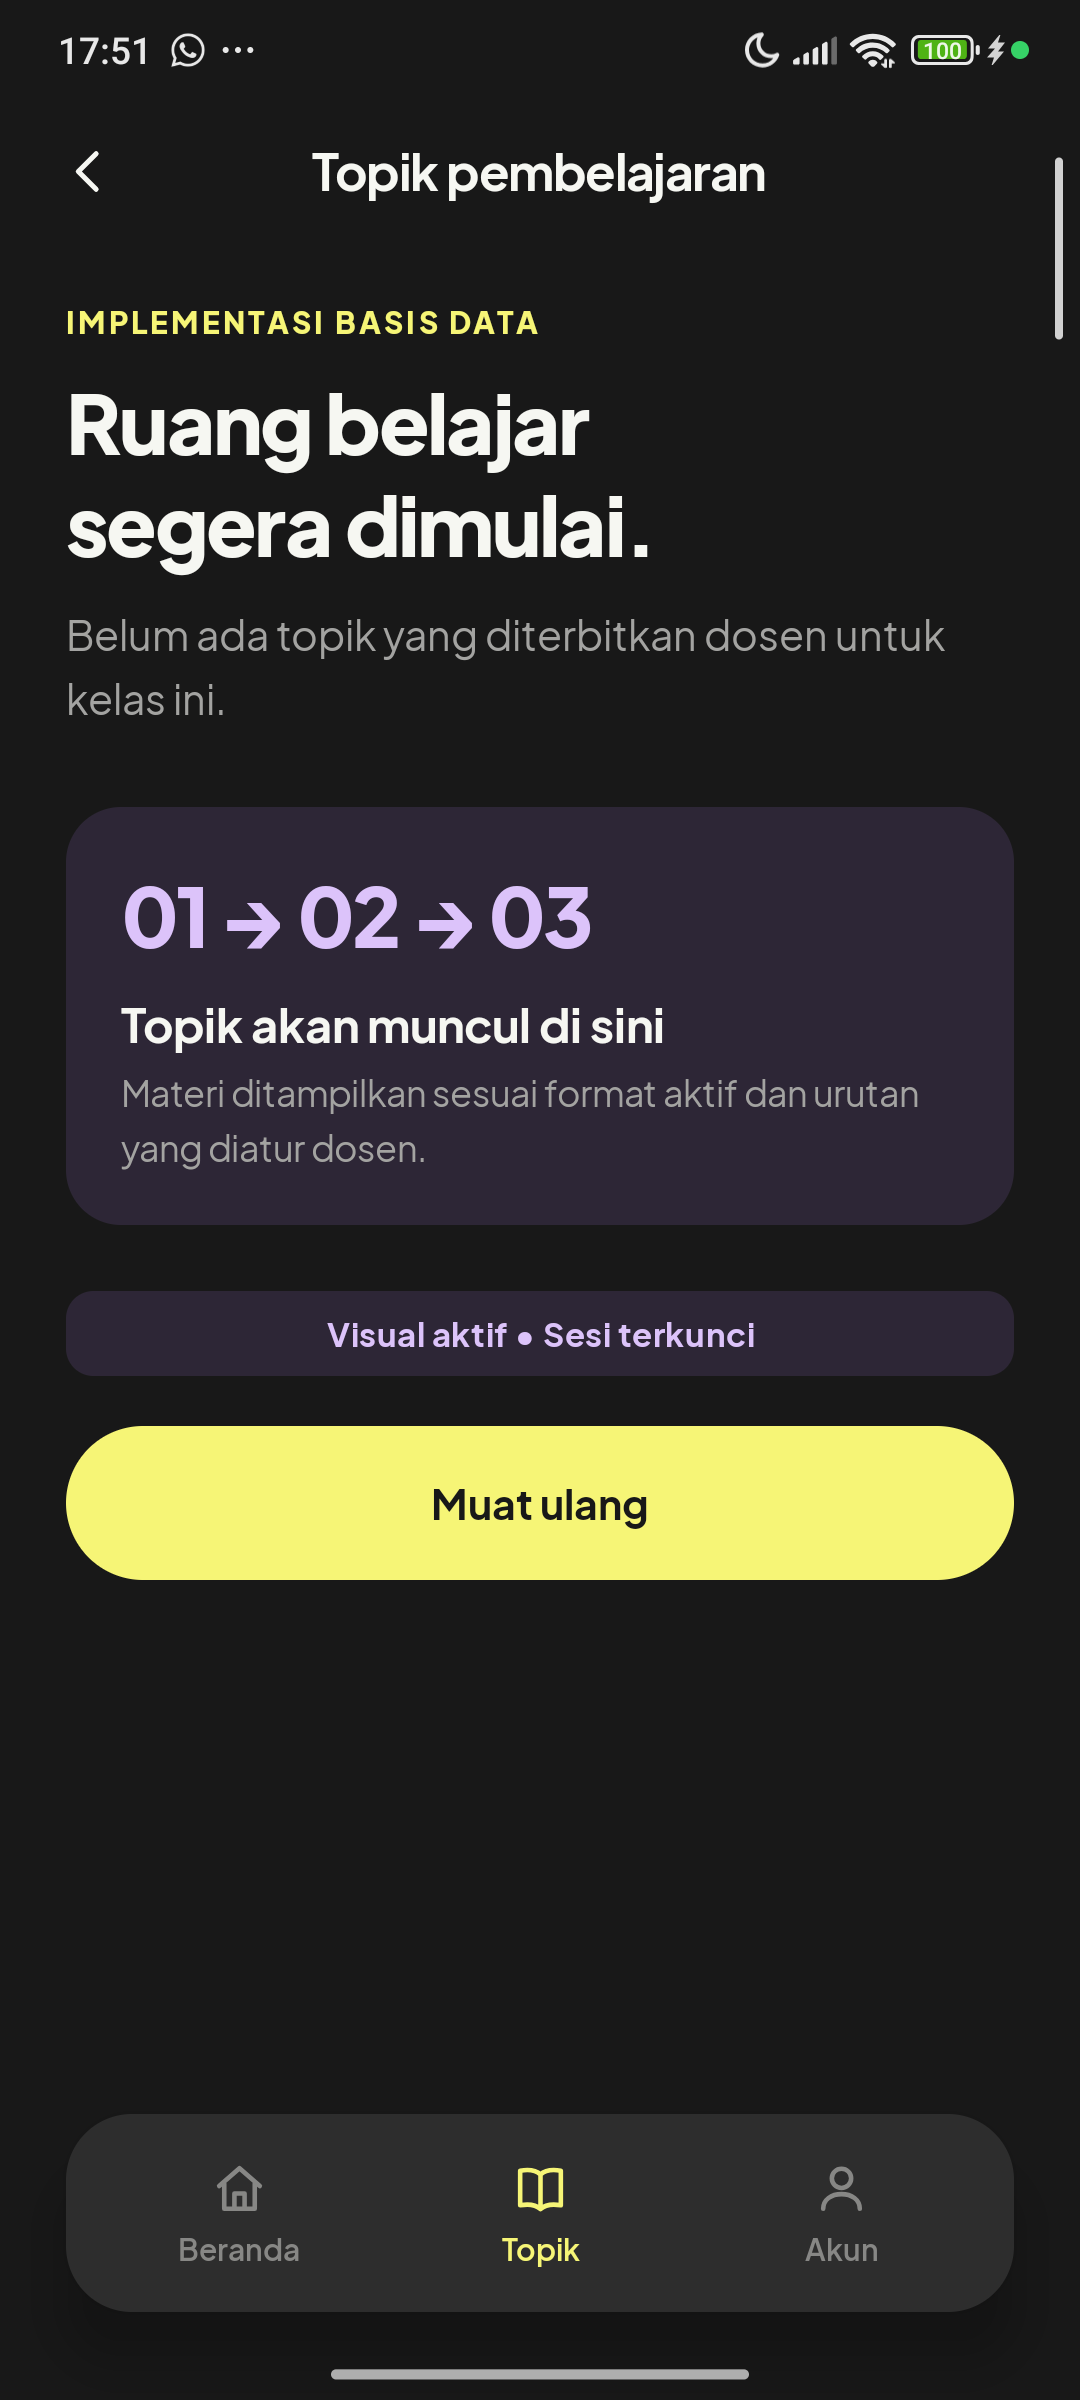 17:51
100
Topik pembelajaran
IMPLEMENTASI BASIS DATA
Ruang belajar
segera dimulai.
Belum ada topik yang diterbitkan dosen untuk
kelas ini.
01 → 02 → 03
Topik akan muncul di sini
Materi ditampilkan sesuai format aktif dan urutan
yang diatur dosen.
Visual aktif • Sesi terkunci
Muat ulang
Beranda
Topik
Akun